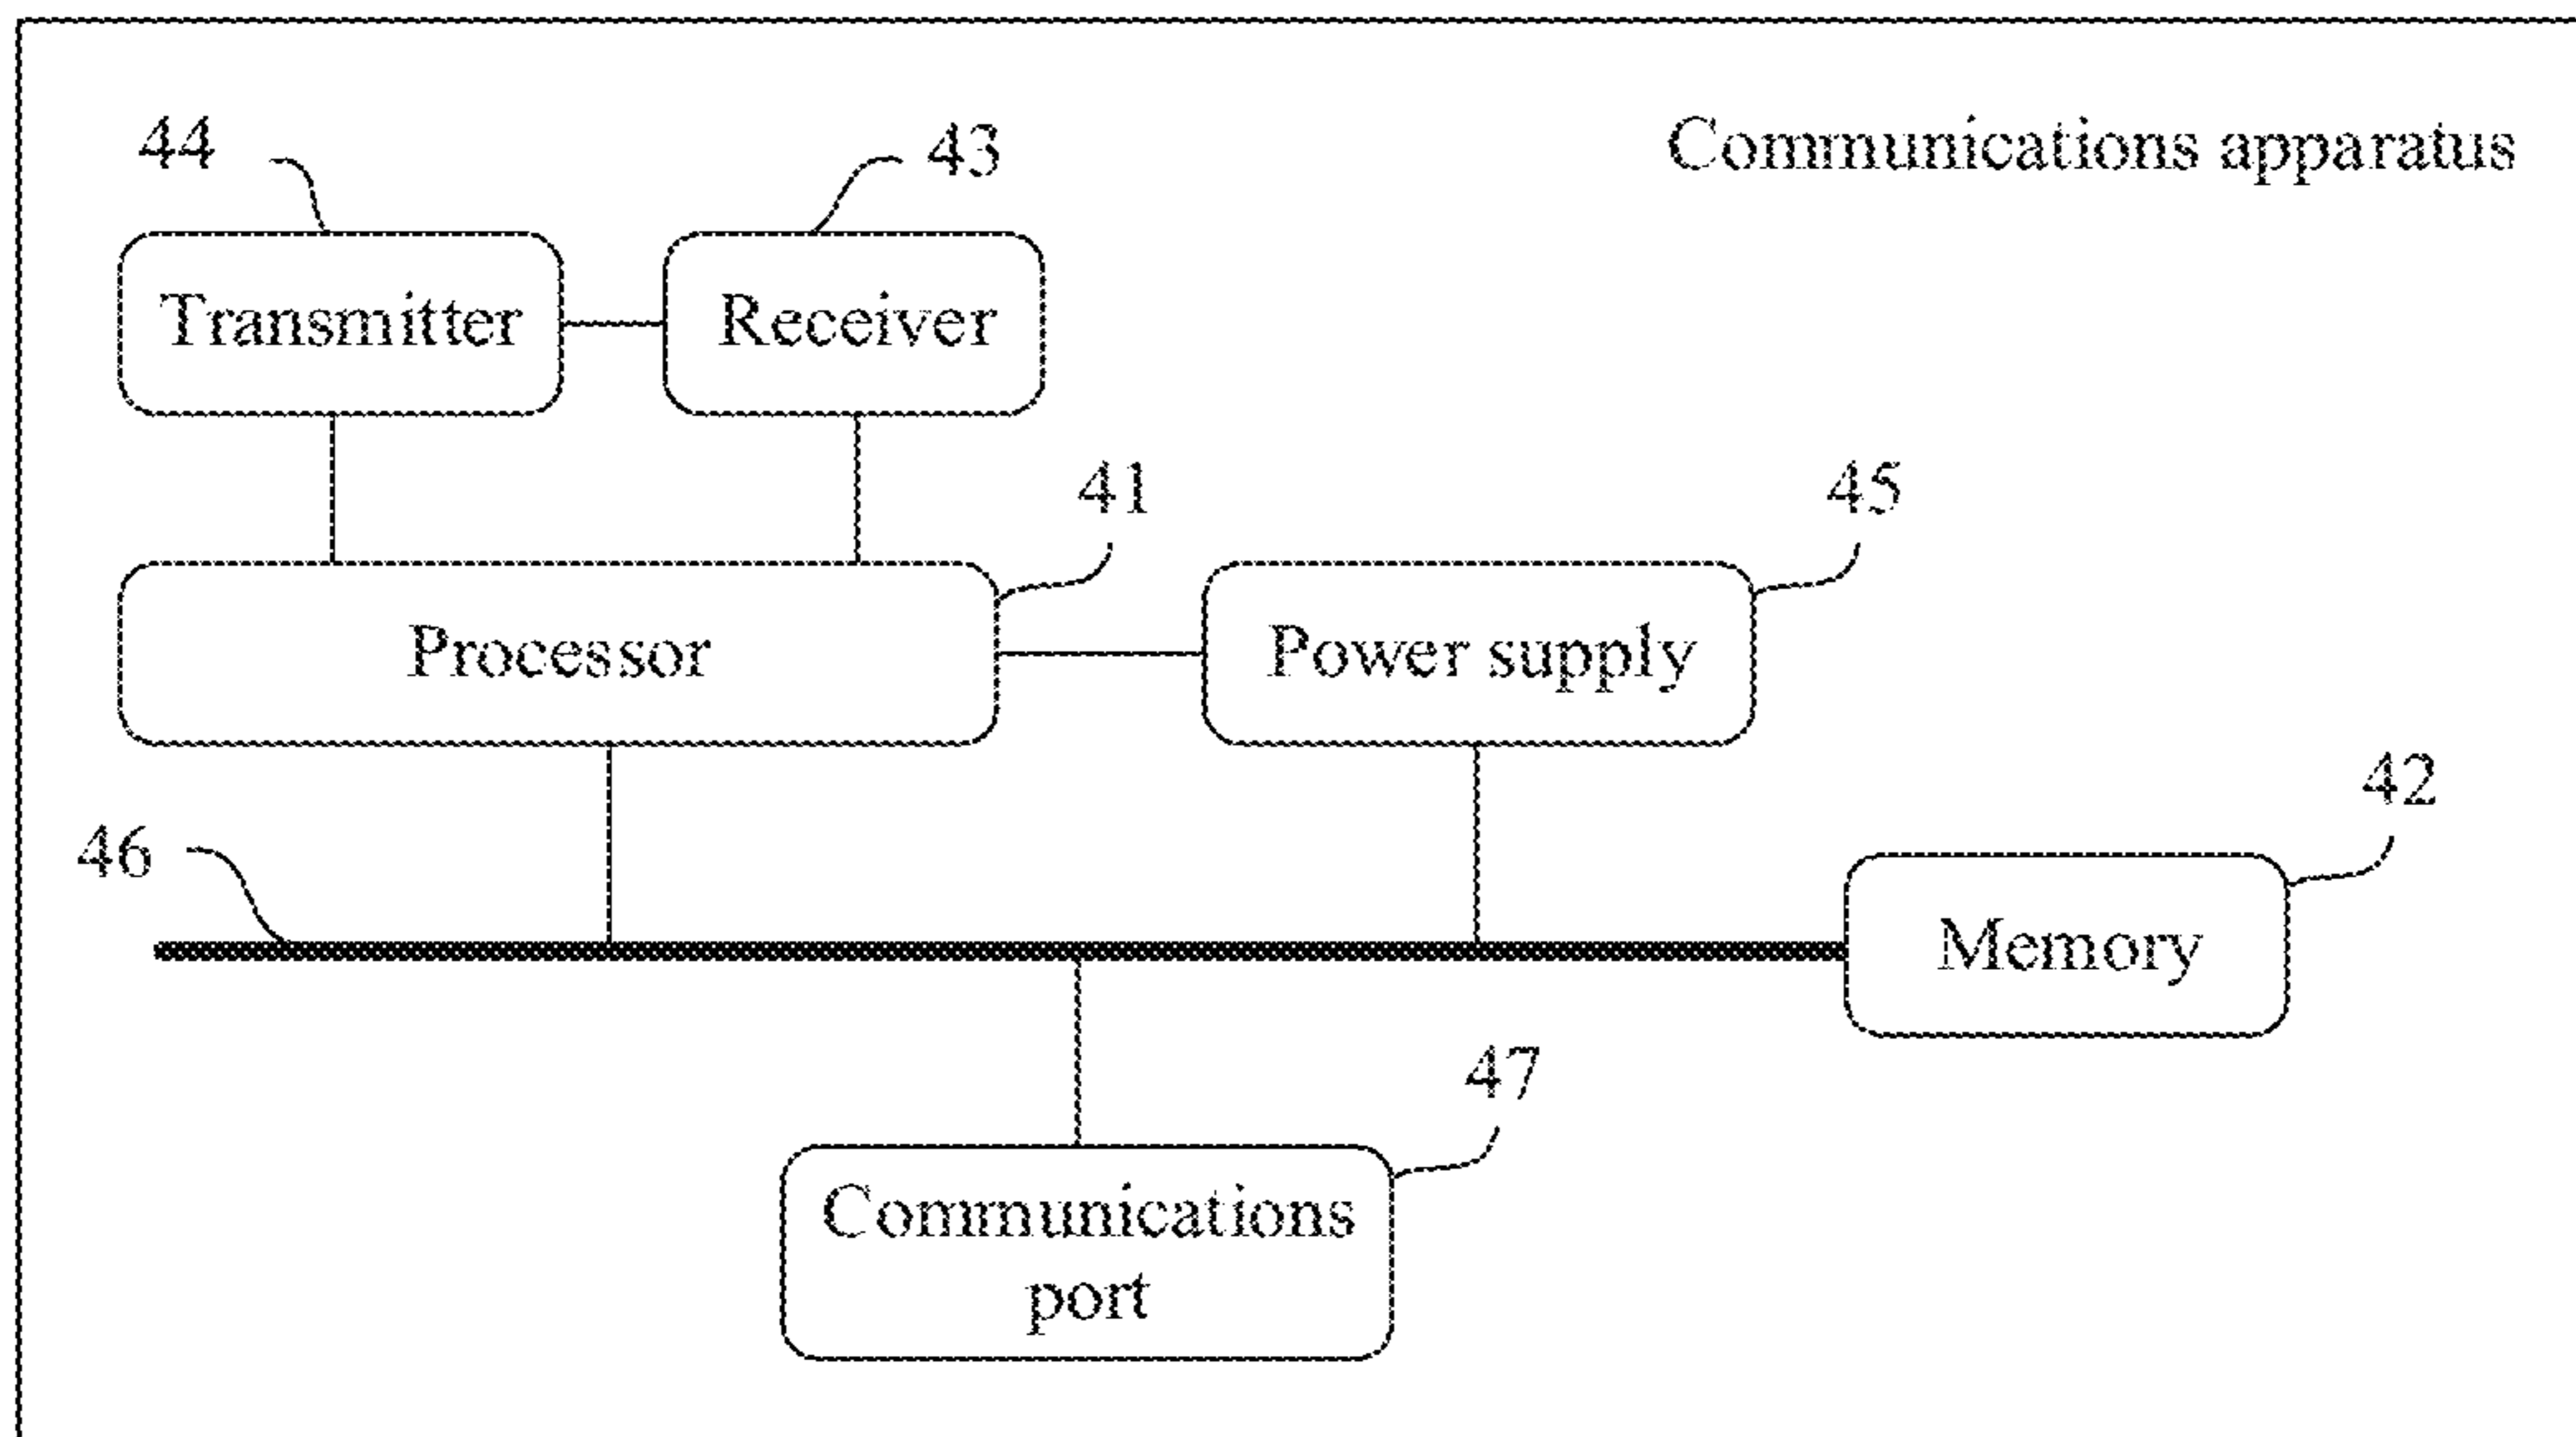 Communications apparatus
44
43
Transmitter
Receiver
41
45
Processor
Power supply
42
46
Memory
47
Communications
port